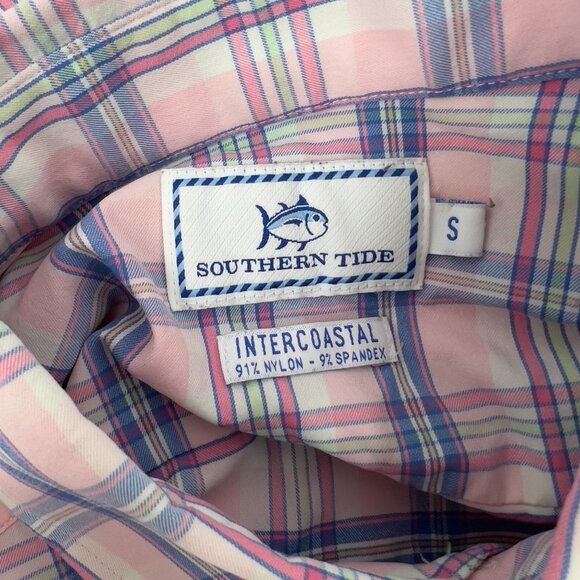 SOUTHERN TIDE
S
INTERCOASTAL
91% NYLON - 9% SPANDEX